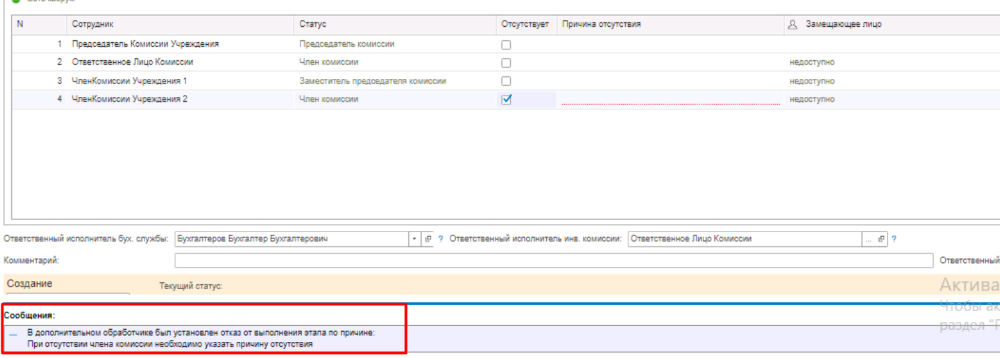 Есть кворум
N Сотрудник Статус Отсутствует Причина отсутствия Замещающее лицо
1 Председатель Комиссии Учреждения Председатель комиссии
2 Ответственное Лицо Комиссии Член комиссии недоступно
3 ЧленКомиссии Учреждения 1 Заместитель председателя комиссии недоступно
4 ЧленКомиссии Учреждения 2 Член комиссии недоступно
Ответственный исполнитель бух. службы: Бухгалтеров Бухгалтер Бухгалтерович ? Ответственный исполнитель инв. комиссии: Ответственное Лицо Комиссии ... ?
Комментарий: Ответственный
Создание Текущий статус:
Актива
Чтобы ак
раздел "П
Сообщения:
В дополнительном обработчике был установлен отказ от выполнения этапа по причине:
При отсутствии члена комиссии необходимо указать причину отсутствия